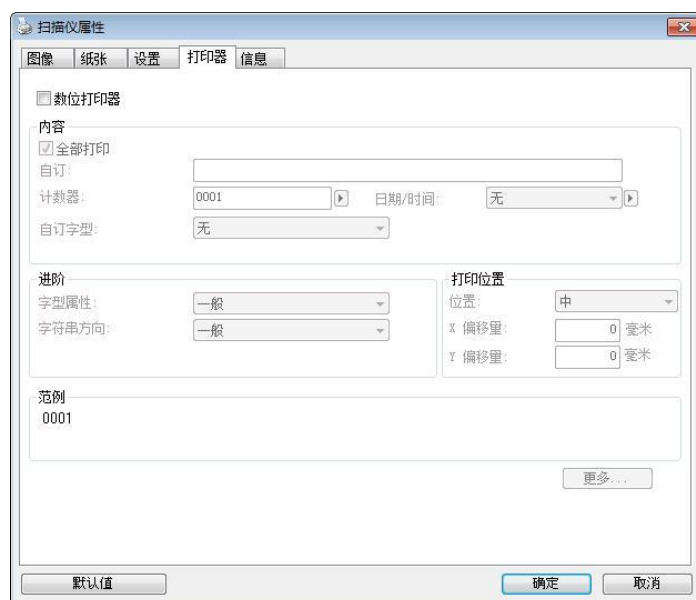 扫描仪属性
图像 纸张 设置 打印器 信息
数位打印器
内容
全部打印
自订:
计数器: 0001 日期/时间: 无
自订字型: 无
进阶
字型属性: 一般
字符串方向: 一般
打印位置
位置: 中
X 偏移量: 0 毫米
Y 偏移量: 0 毫米
范例
0001
更多...
默认值 确定 取消